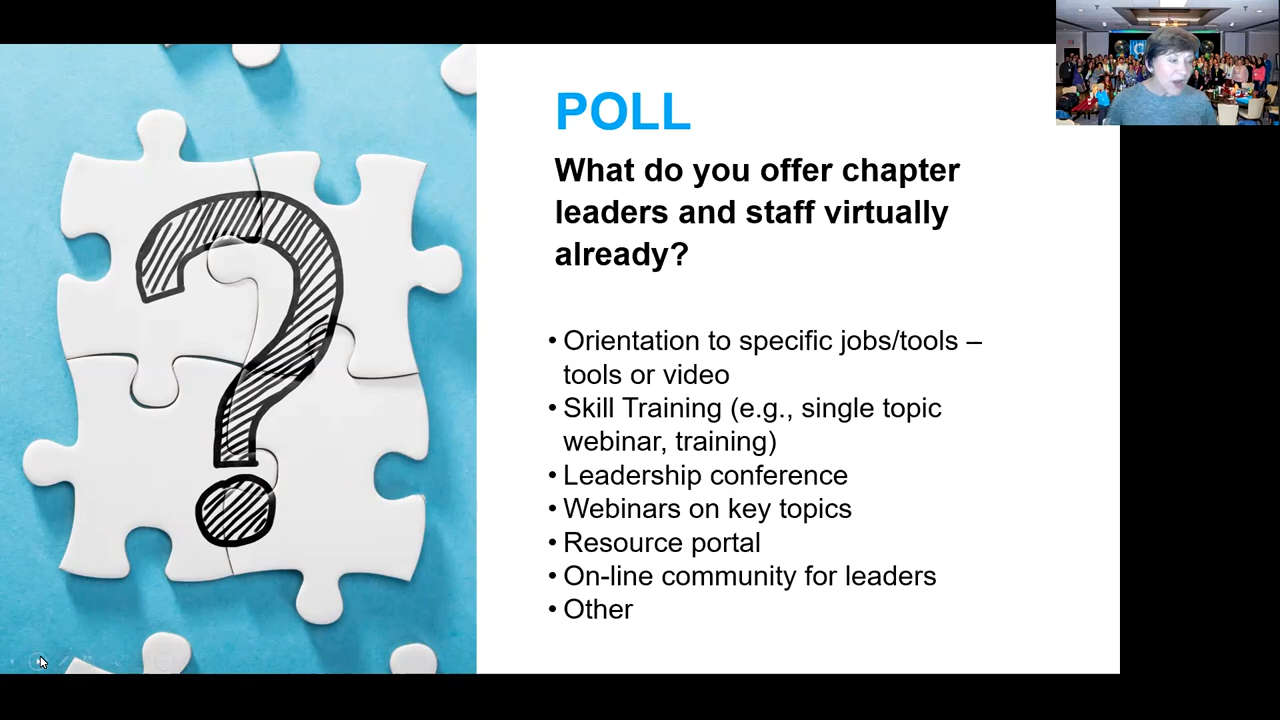 POLL
What do you offer chapter
leaders and staff virtually
already?
• Orientation to specific jobs/tools –
tools or video
• Skill Training (e.g., single topic
webinar, training)
• Leadership conference
• Webinars on key topics
• Resource portal
• On-line community for leaders
• Other